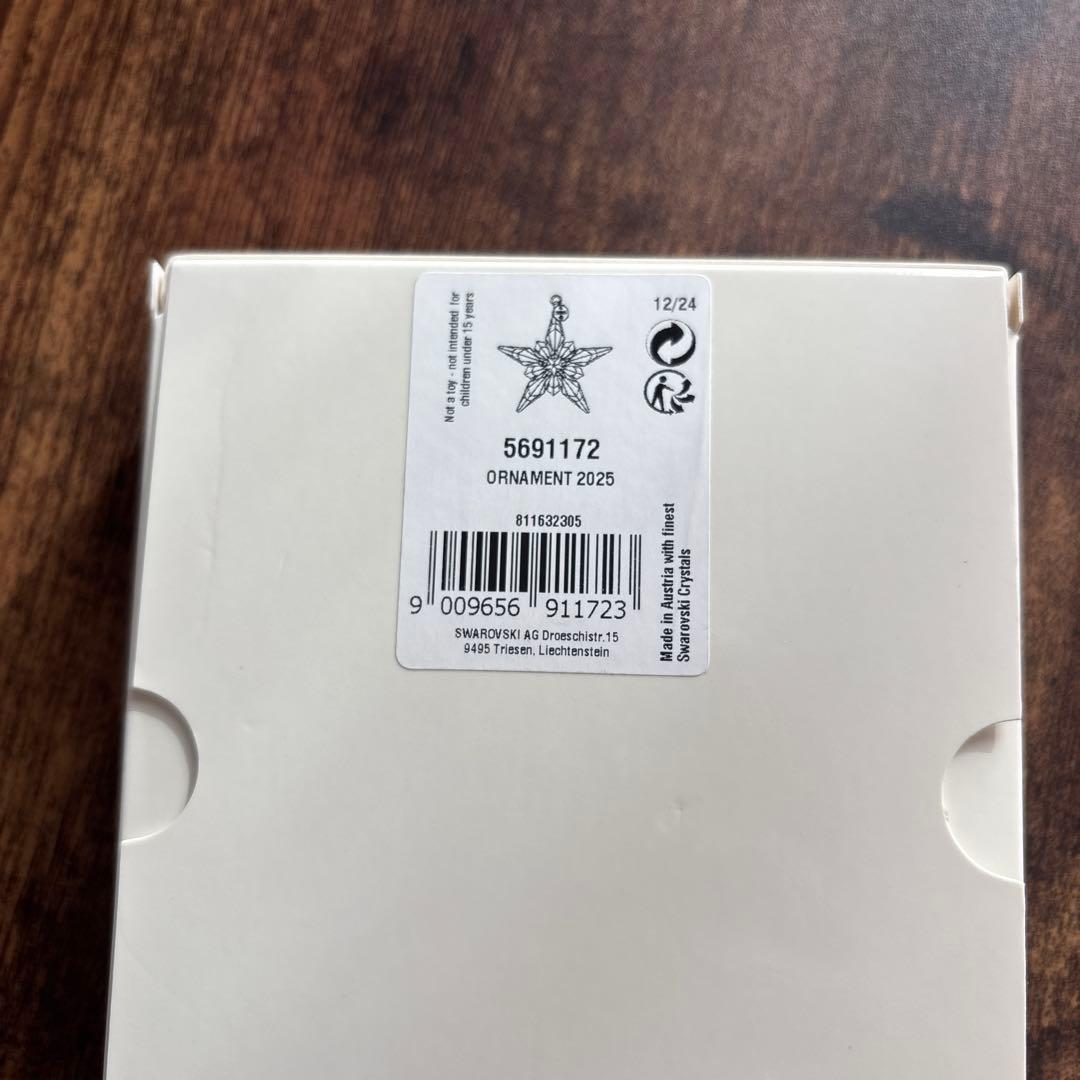 Not a toy - not intended for
children under 15 years
12/24
5691172
ORNAMENT 2025
811632305
9 009656 911723
SWAROVSKI AG Droeschistr.15
9495 Triesen, Liechtenstein
Made in Austria with finest
Swarovski Crystals